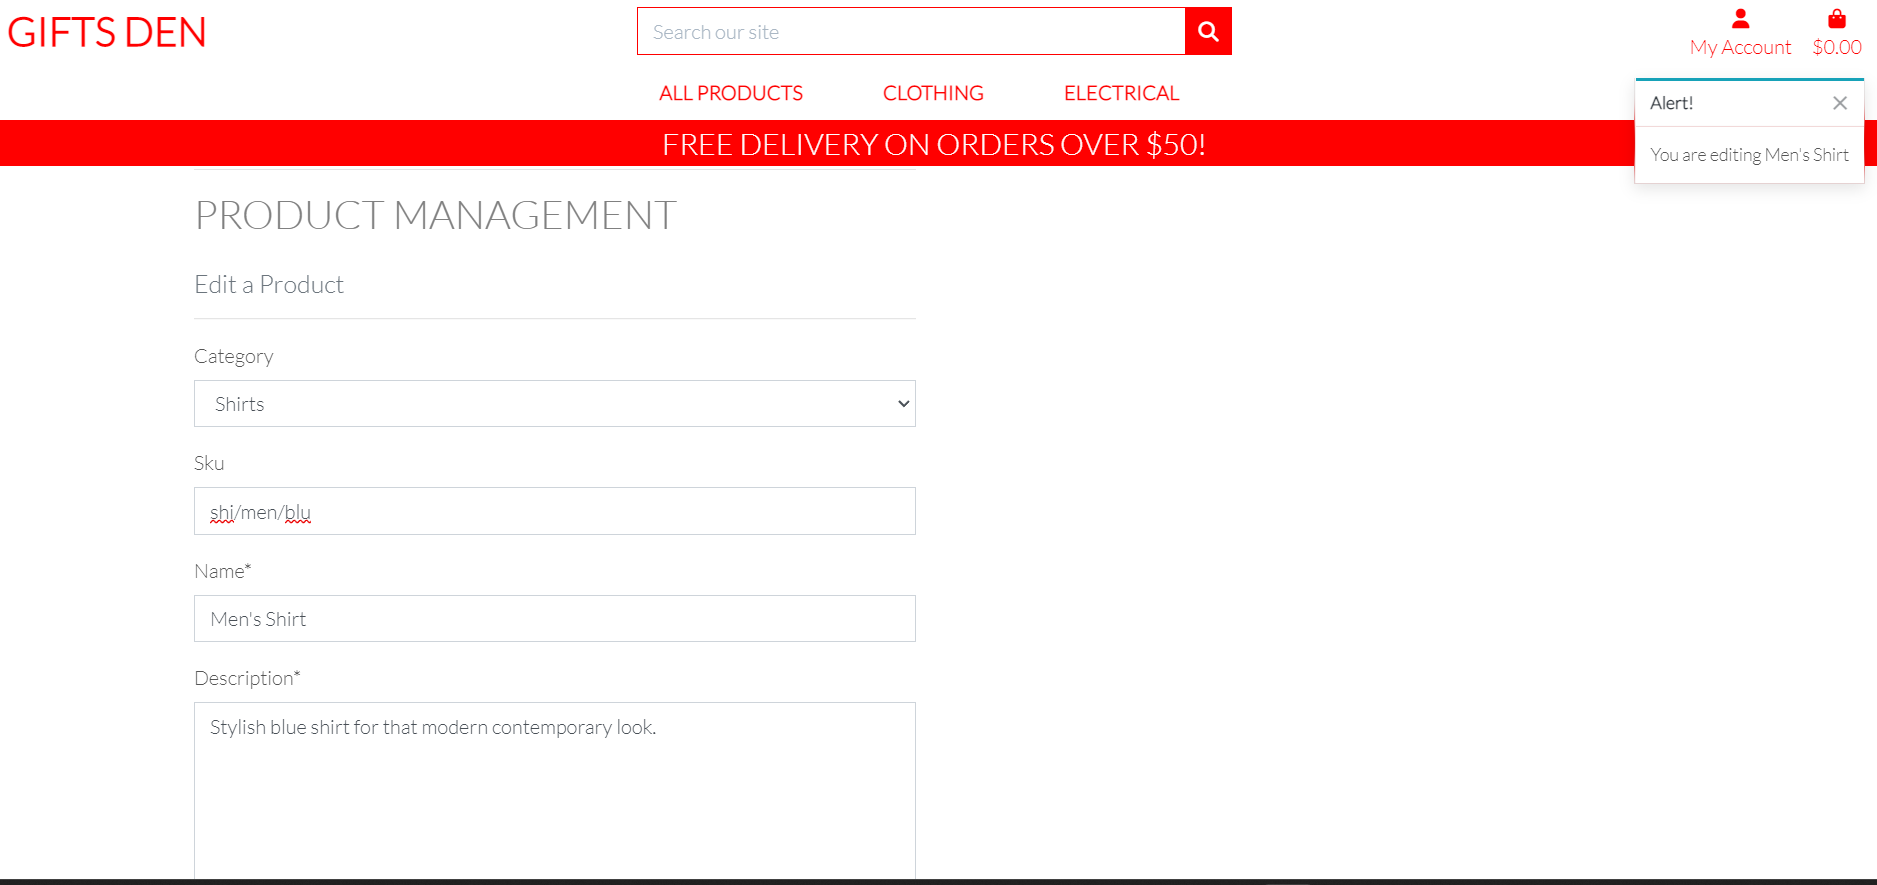 GIFTS DEN
Search our site
My Account
$0.00
ALL PRODUCTS
CLOTHING
ELECTRICAL
Alert!
You are editing Men's Shirt
FREE DELIVERY ON ORDERS OVER $50!
PRODUCT MANAGEMENT
Edit a Product
Category
Shirts
Sku
shi/men/blu
Name*
Men's Shirt
Description*
Stylish blue shirt for that modern contemporary look.